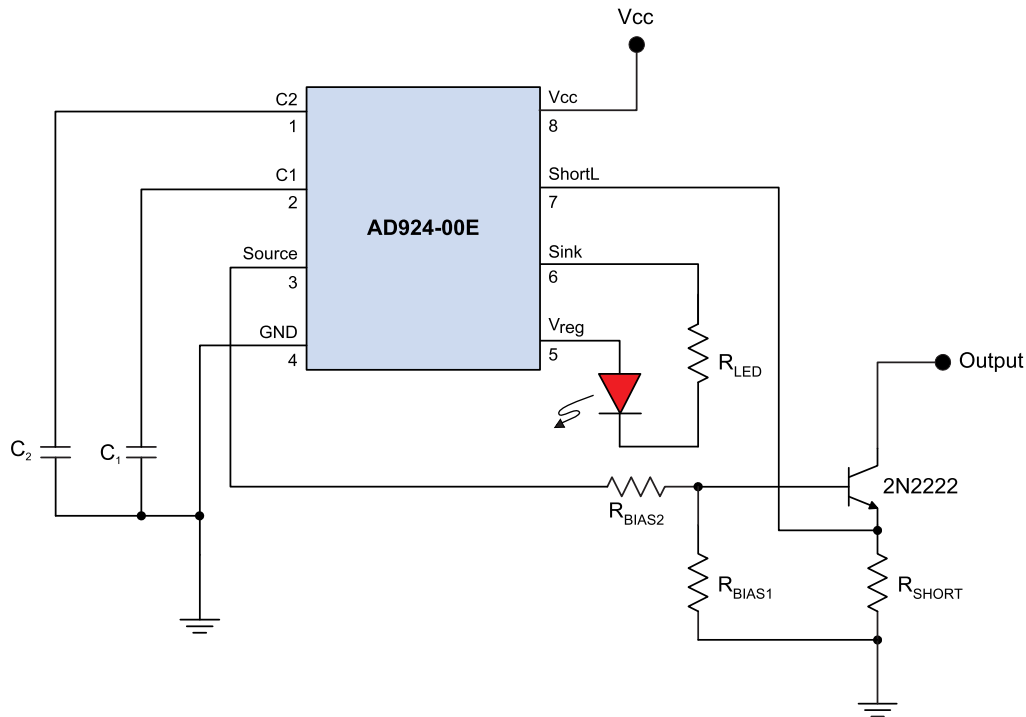 Vcc
C2
1
C1
2
Source
3
GND
4
AD924-00E
Vcc
8
ShortL
7
Sink
6
Vreg
5
RLED
Output
C2
C1
2N2222
RBIAS2
RBIAS1
RSHORT